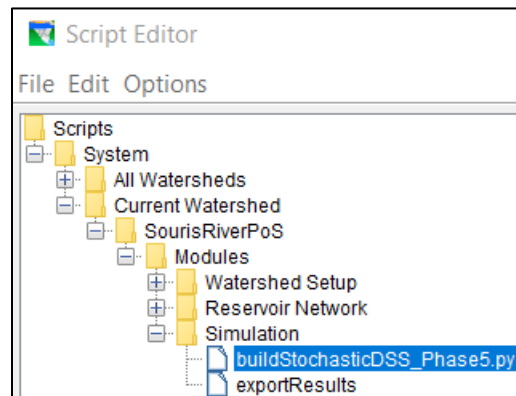 Script Editor
File Edit Options
Scripts
System
All Watersheds
Current Watershed
SourisRiverPoS
Modules
Watershed Setup
Reservoir Network
Simulation
buildStochasticDSS_Phase5.py
exportResults